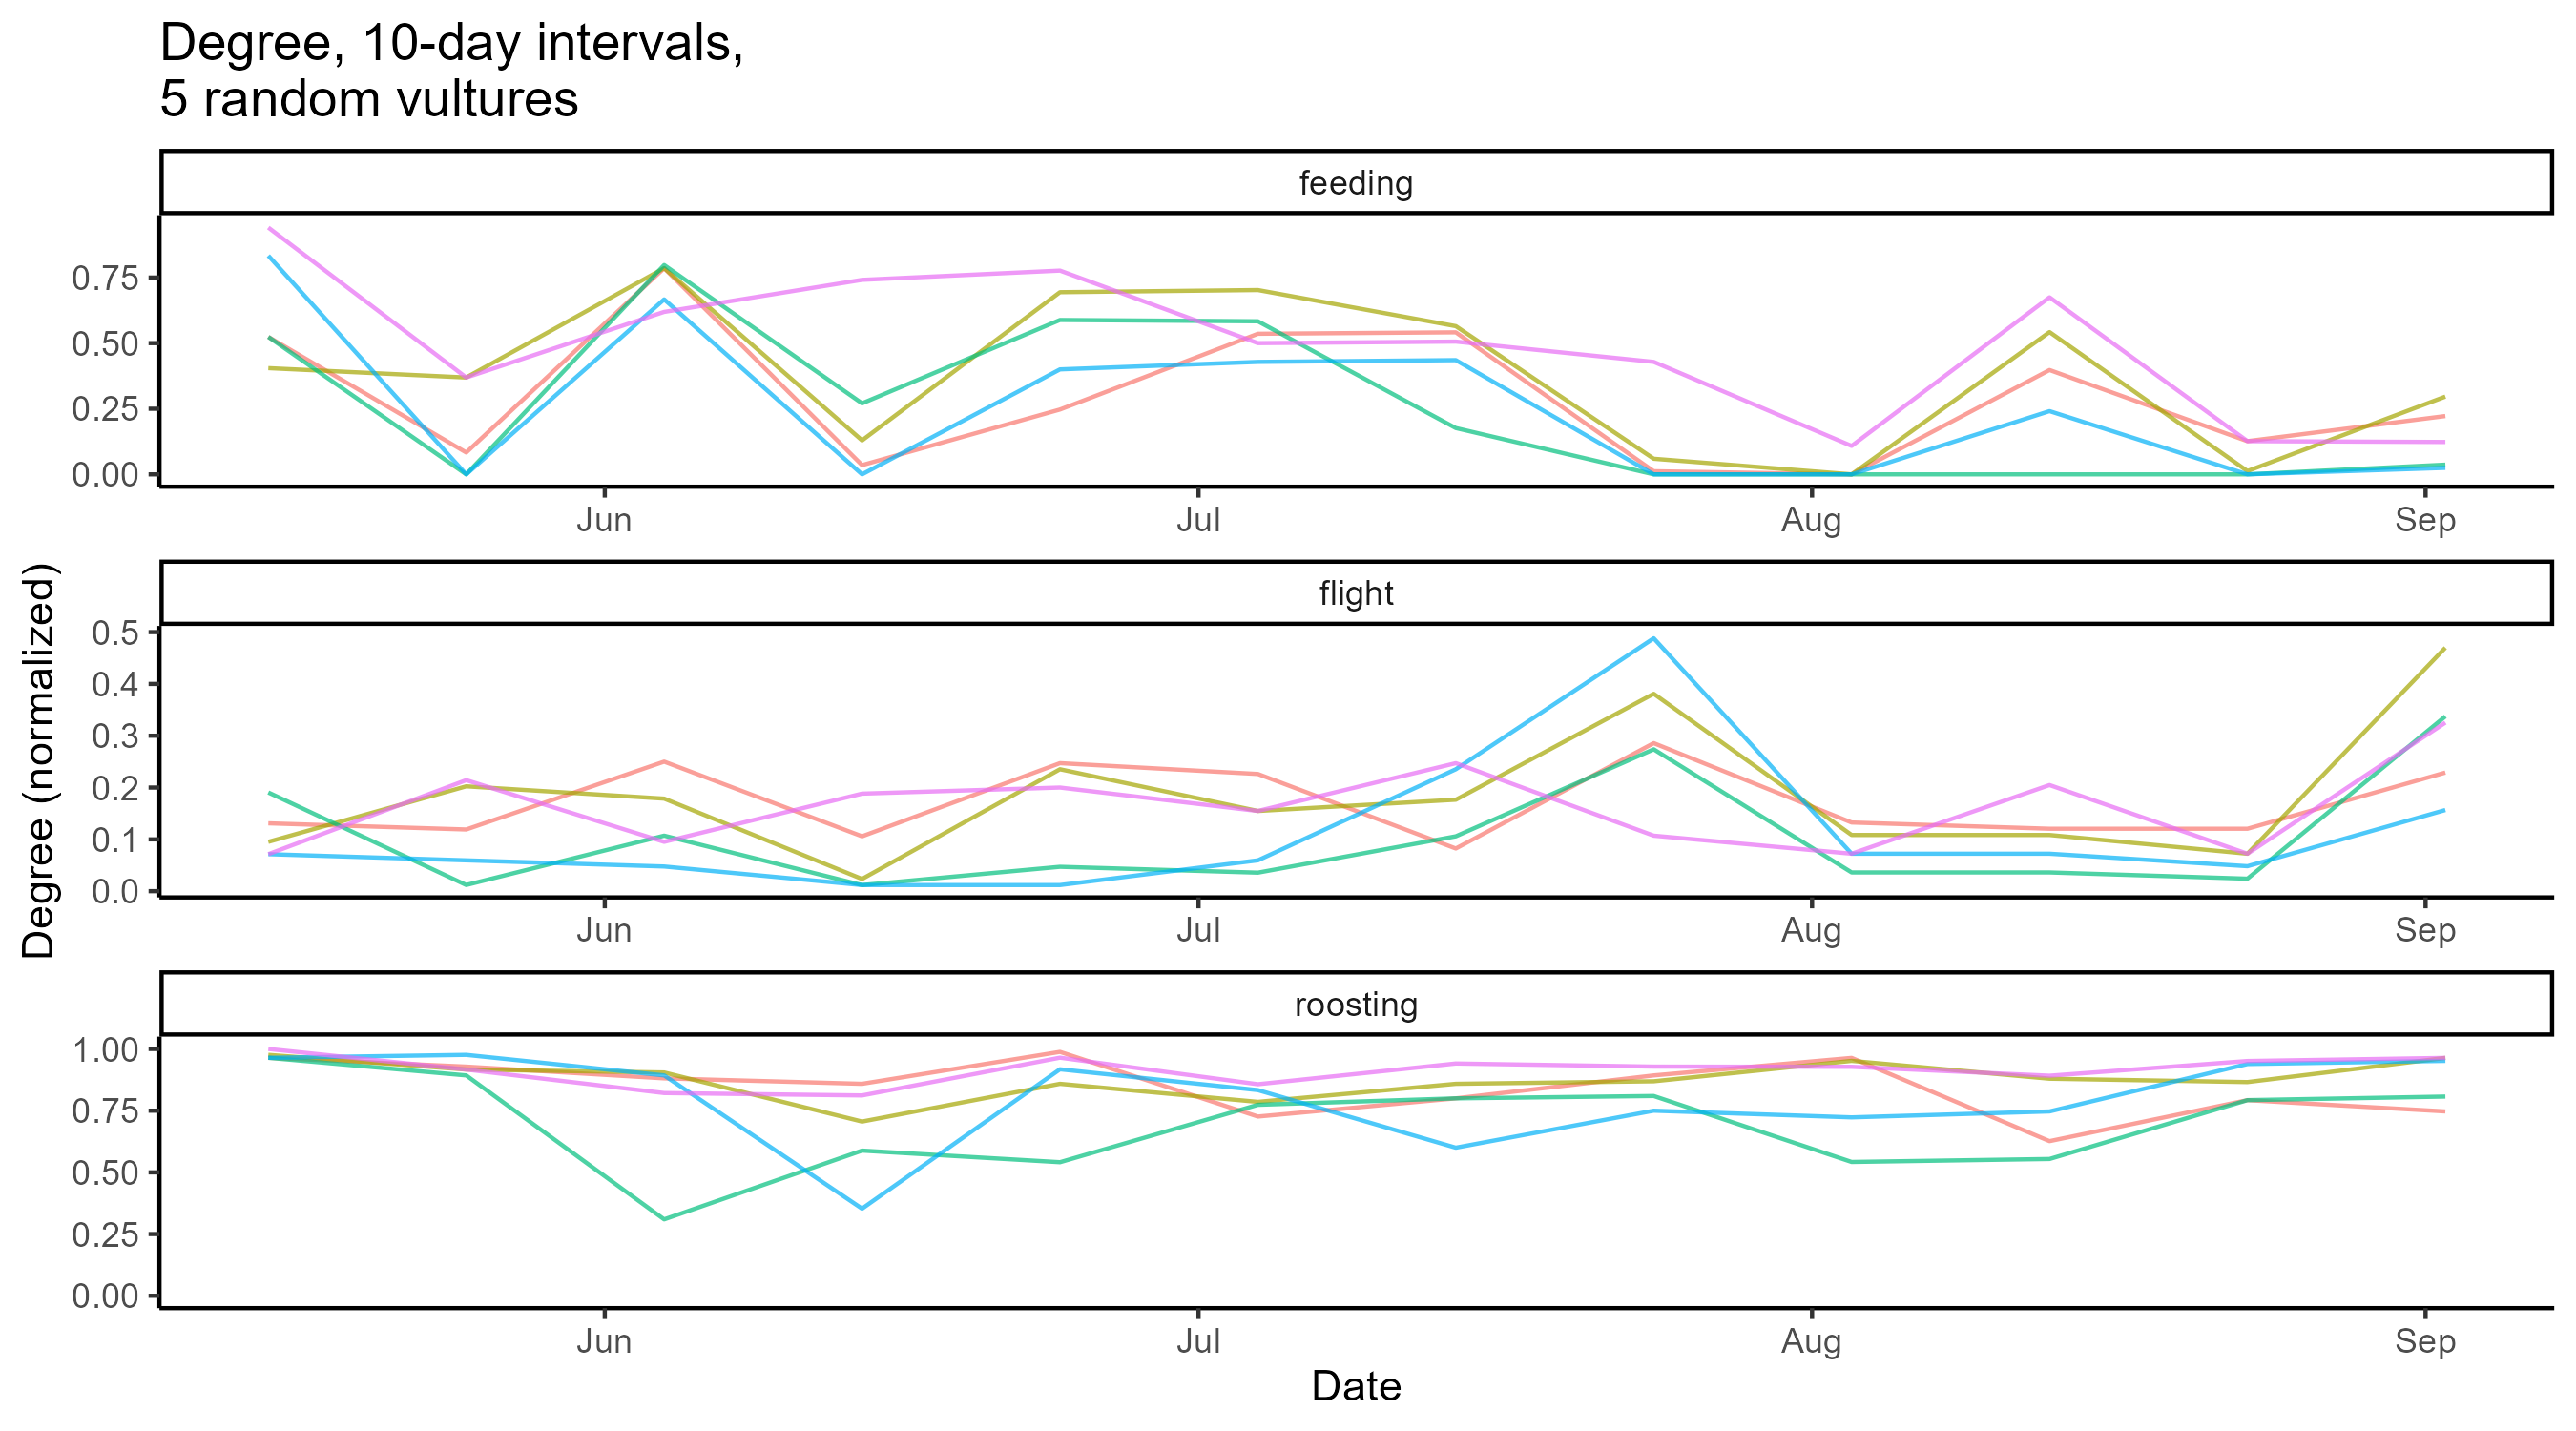 Degree, 10-day intervals,
5 random vultures
feeding
0.75
0.50
0.25
0.00
Jun Jul Aug Sep
Degree (normalized)
flight
0.5
0.4
0.3
0.2
0.1
0.0
Jun Jul Aug Sep
roosting
1.00
0.75
0.50
0.25
0.00
Jun Jul Aug Sep
Date